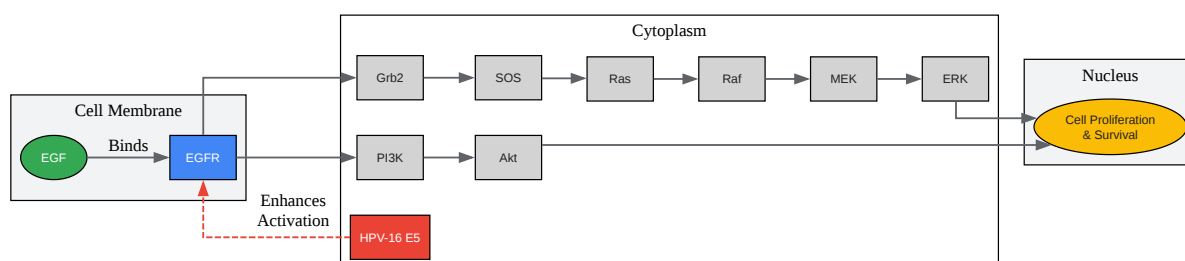 Cytoplasm
Grb2
SOS
Ras
Raf
MEK
ERK
Nucleus
Cell Membrane
Cell Proliferation
& Survival
EGF
Binds
EGFR
PI3K
Akt
Enhances
Activation
HPV-16 E5